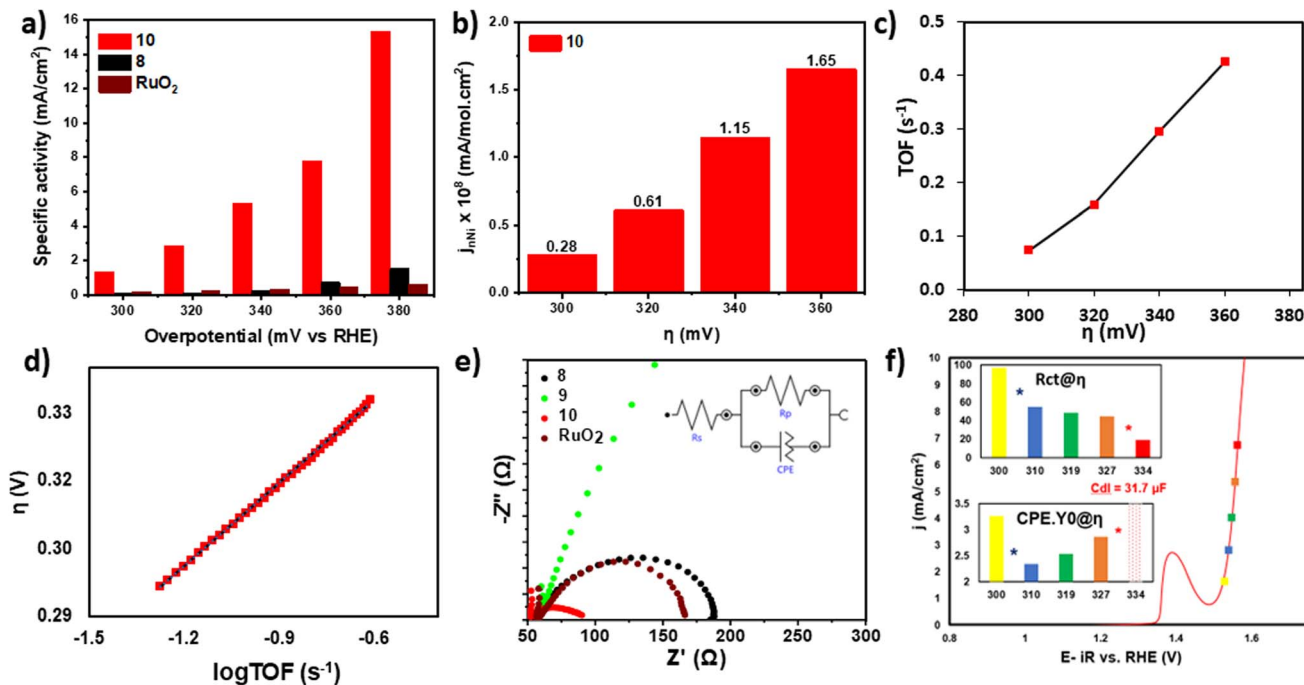 a)
16
14
12
10
8
6
4
2
0
Specific activity (mA/cm²)
10
8
RuO₂
300 320 340 360 380
Overpotential (mV vs RHE)
b)
2.0
1.5
1.0
0.5
0.0
j_nNi x 10⁸ (mA/mol.cm²)
10
0.28
0.61
1.15
1.65
300 320 340 360
η (mV)
c)
0.5
0.4
0.3
0.2
0.1
0.0
TOF (s⁻¹)
280 300 320 340 360 380
η (mV)
d)
0.33
0.32
0.30
0.29
η (V)
-1.5 -1.2 -0.9 -0.6
logTOF (s⁻¹)
e)
8
9
10
RuO₂
-Z'' (Ω)
Rs
Rp
CPE
50 100 150 200 250 300
Z' (Ω)
f)
10
9
8
7
6
5
4
3
2
1
0
j (mA/cm²)
Rct@η
100
80
60
40
20
0
*
*
300 310 319 327 334
Cdl = 31.7 µF
CPE.Y0@η
3.5
3
2.5
2
*
*
300 310 319 327 334
0.8 1 1.2 1.4 1.6
E- iR vs. RHE (V)